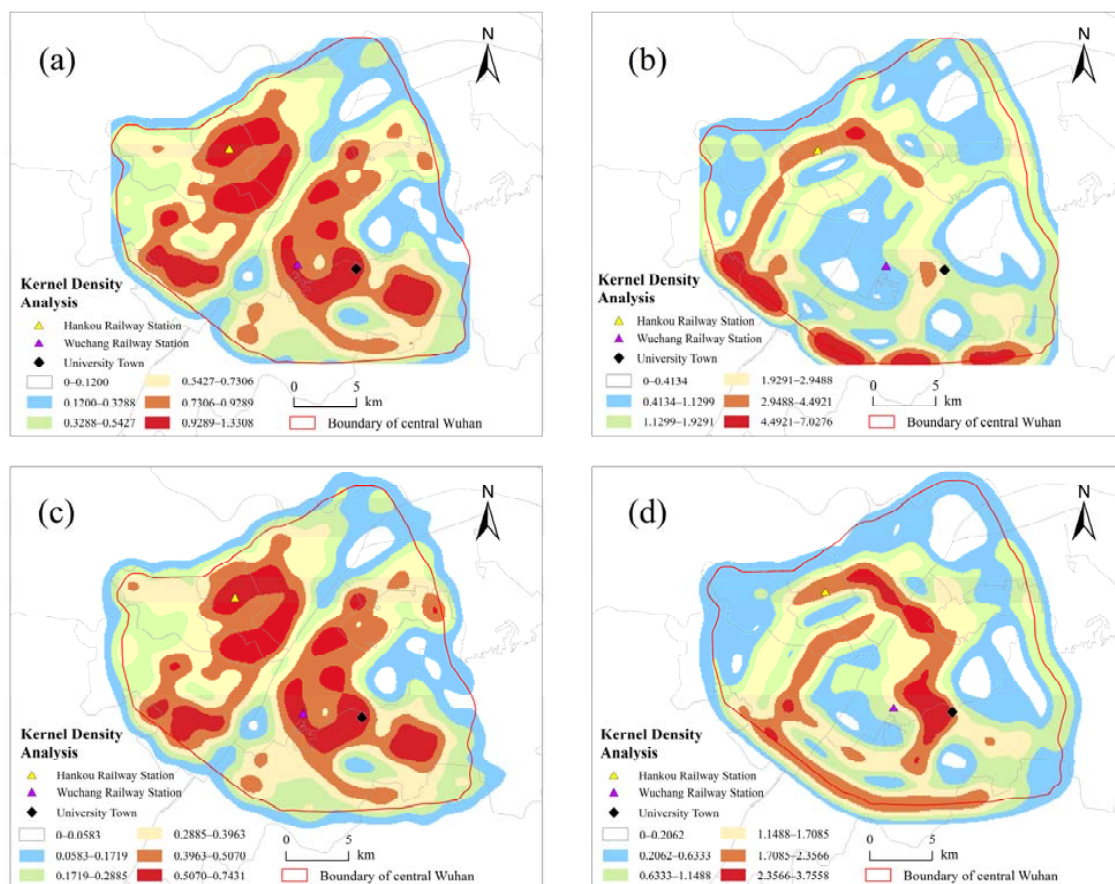 (a)
N
Kernel Density
Analysis
Hankou Railway Station
Wuchang Railway Station
University Town
0–0.1200
0.5427–0.7306
0.1200–0.3288
0.7306–0.9289
0.3288–0.5427
0.9289–1.3308
0 5
km
Boundary of central Wuhan
(b)
N
Kernel Density
Analysis
Hankou Railway Station
Wuchang Railway Station
University Town
0–0.4134
1.9291–2.9488
0.4134–1.1299
2.9488–4.4921
1.1299–1.9291
4.4921–7.0276
0 5
km
Boundary of central Wuhan
(c)
N
Kernel Density
Analysis
Hankou Railway Station
Wuchang Railway Station
University Town
0–0.0583
0.2885–0.3963
0.0583–0.1719
0.3963–0.5070
0.1719–0.2885
0.5070–0.7431
0 5
km
Boundary of central Wuhan
(d)
N
Kernel Density
Analysis
Hankou Railway Station
Wuchang Railway Station
University Town
0–0.2062
1.1488–1.7085
0.2062–0.6333
1.7085–2.3566
0.6333–1.1488
2.3566–3.7558
0 5
km
Boundary of central Wuhan